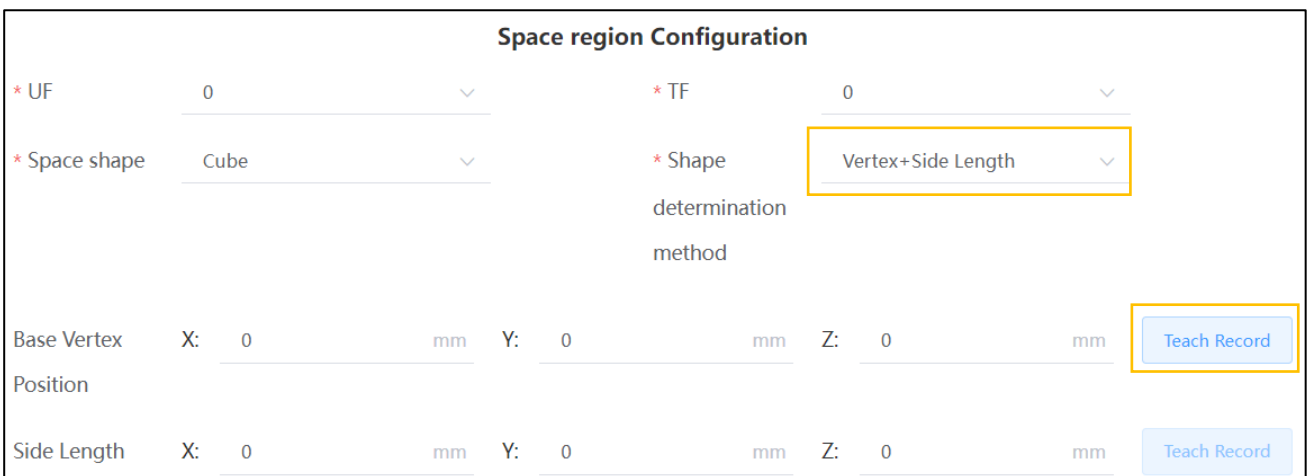 Space region Configuration
* UF 0 * TF 0
* Space shape Cube * Shape Vertex+Side Length
determination
method
Base Vertex X: 0 mm Y: 0 mm Z: 0 mm Teach Record
Position
Side Length X: 0 mm Y: 0 mm Z: 0 mm Teach Record